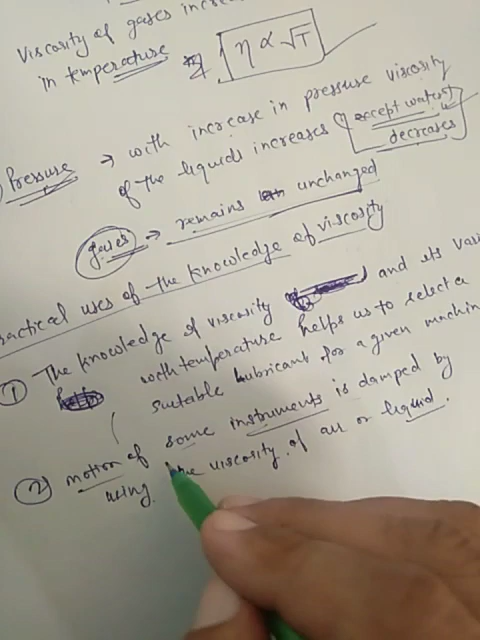 Viscosity of gases incre
in temperature η ∝ √T
Pressure → with increase in pressure viscosity
of the liquids increases (except water)
decreases
gases → remains unchanged
ractical uses of the knowledge of viscosity
① The knowledge of viscosity and its vari
with temperature helps us to select a
suitable lubricant for a given machin
② motion of some instruments is damped by
using the viscosity of air or liquid.